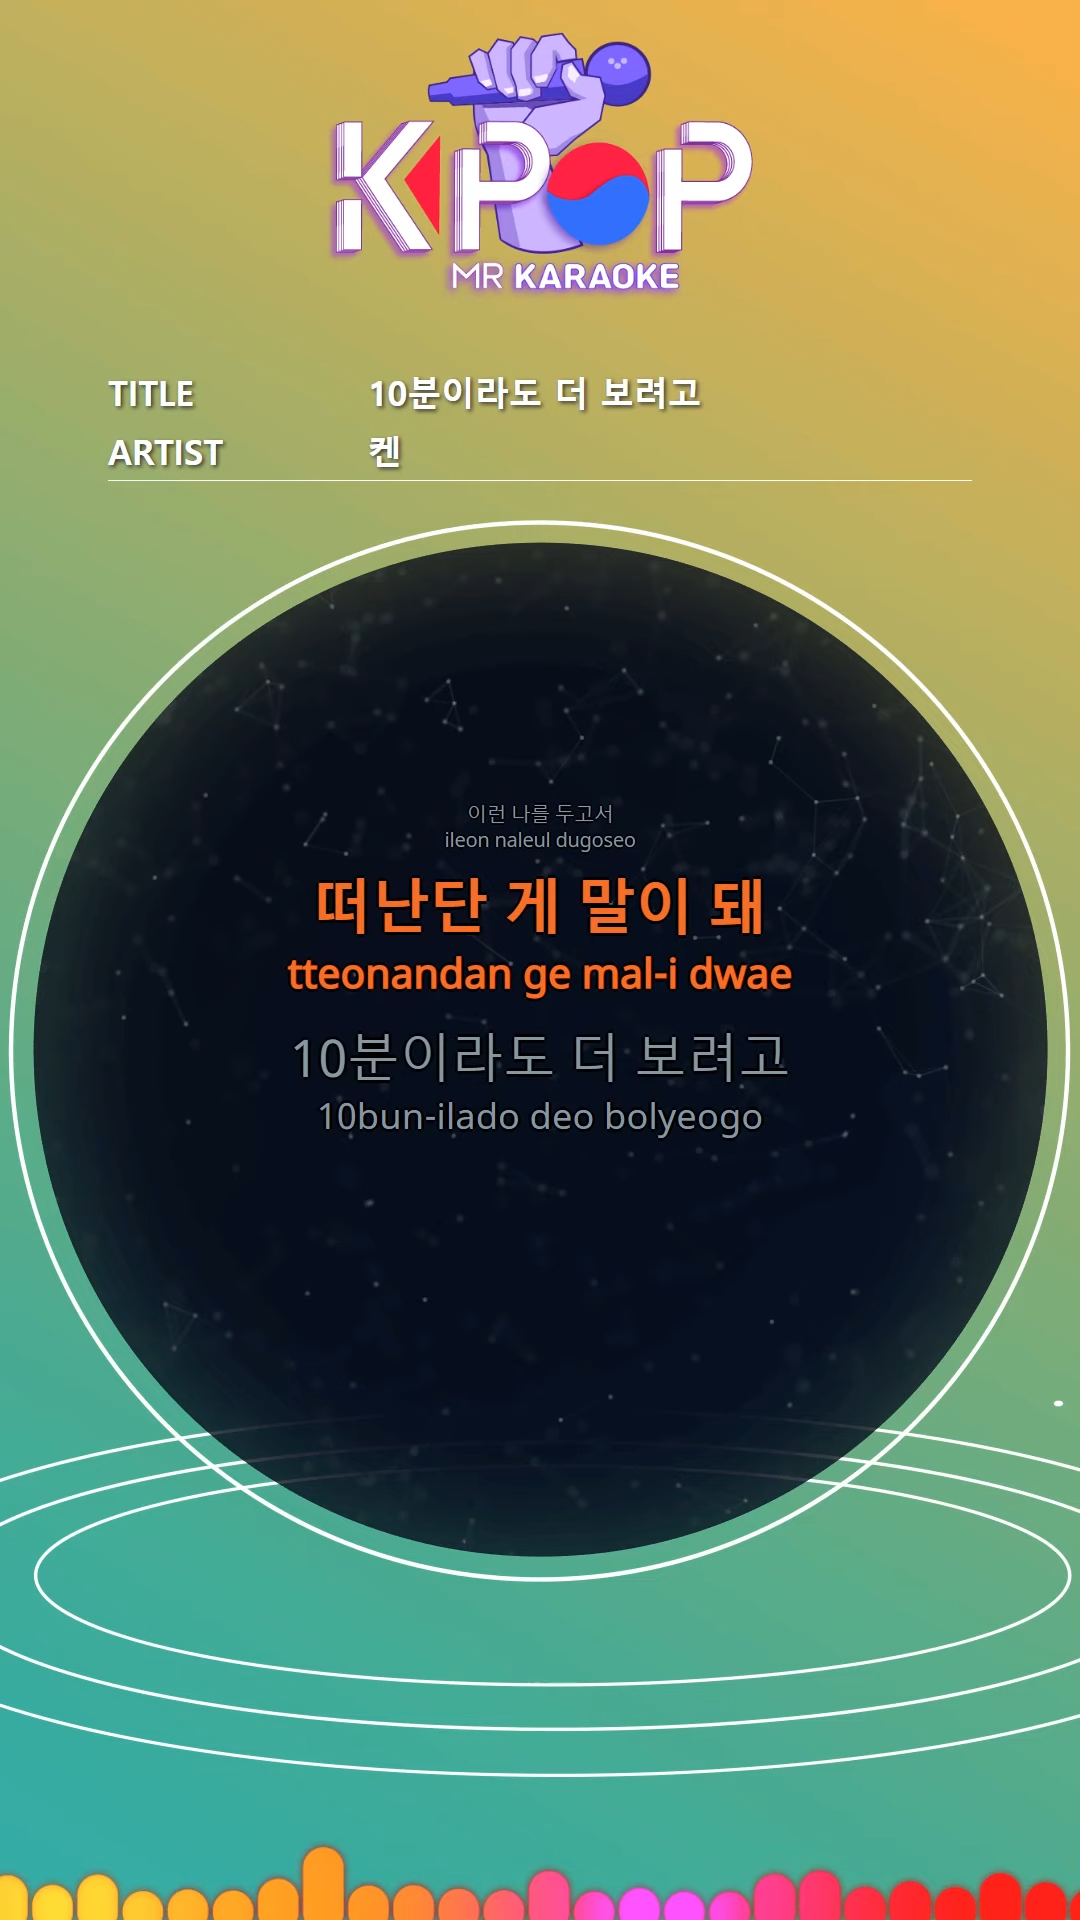 KPOP
MR KARAOKE
TITLE 10분이라도 더 보려고
ARTIST 켄
이런 나를 두고서
ileon naleul dugoseo
떠난단 게 말이 돼
tteonandan ge mal-i dwae
10분이라도 더 보려고
10bun-ilado deo bolyeogo